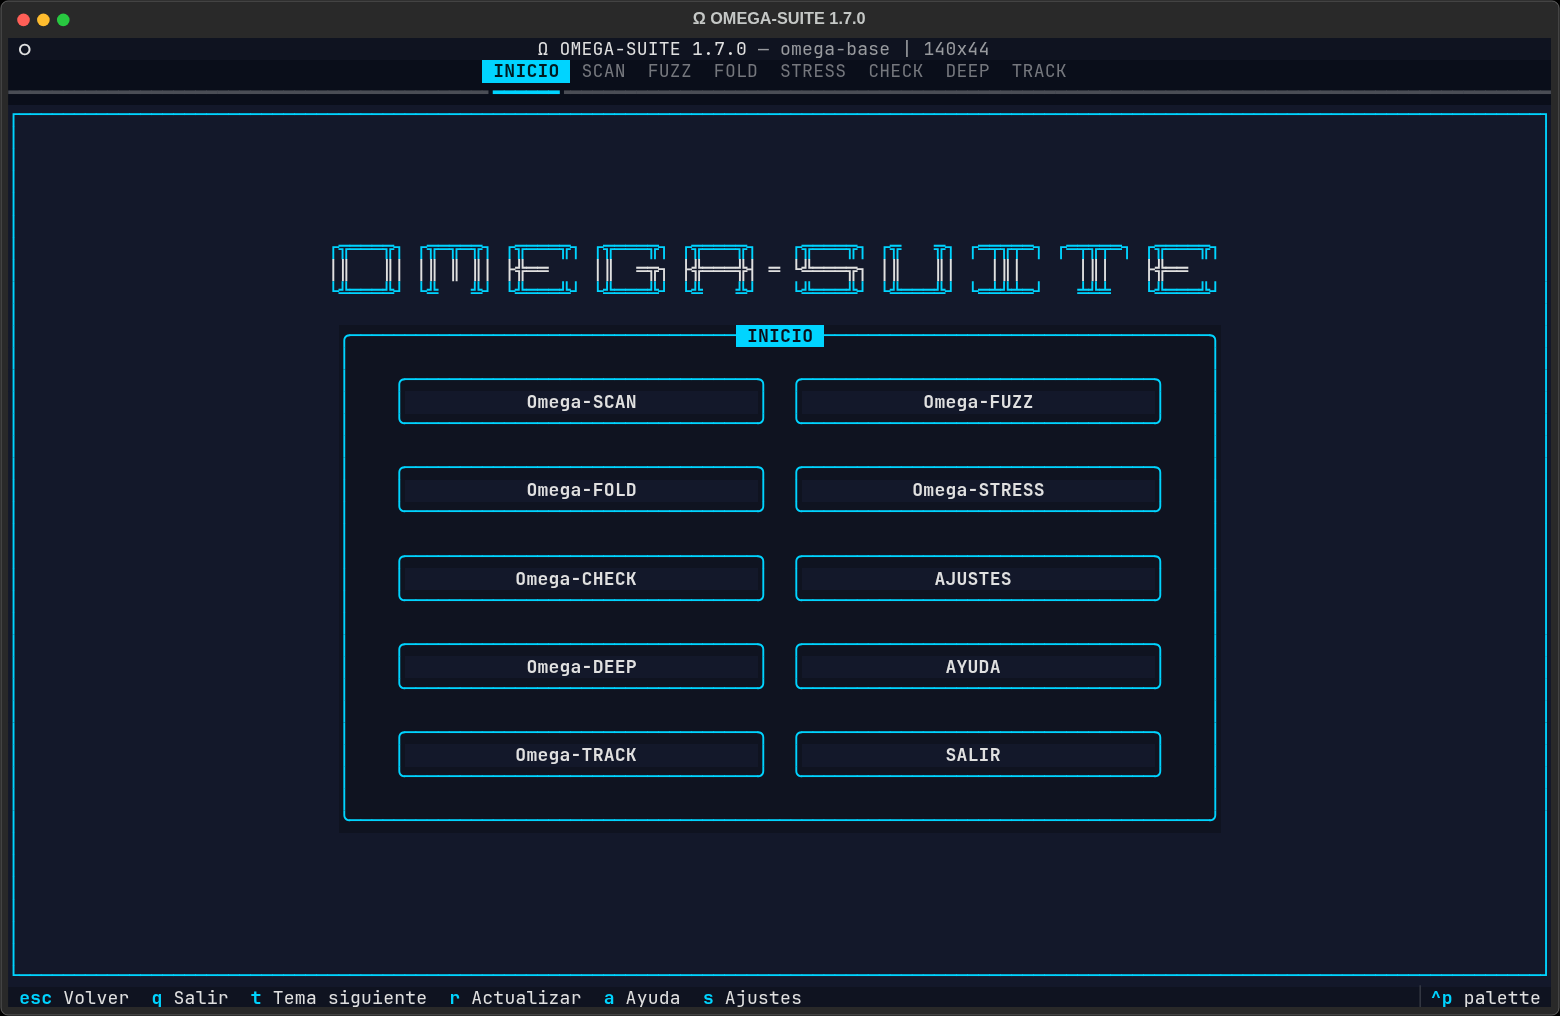 Ω OMEGA-SUITE 1.7.0
Ω OMEGA-SUITE 1.7.0 — omega-base | 140x44
INICIO SCAN FUZZ FOLD STRESS CHECK DEEP TRACK
OMEGA-SUITE
INICIO
Omega-SCAN Omega-FUZZ
Omega-FOLD Omega-STRESS
Omega-CHECK AJUSTES
Omega-DEEP AYUDA
Omega-TRACK SALIR
esc Volver q Salir t Tema siguiente r Actualizar a Ayuda s Ajustes ^p palette